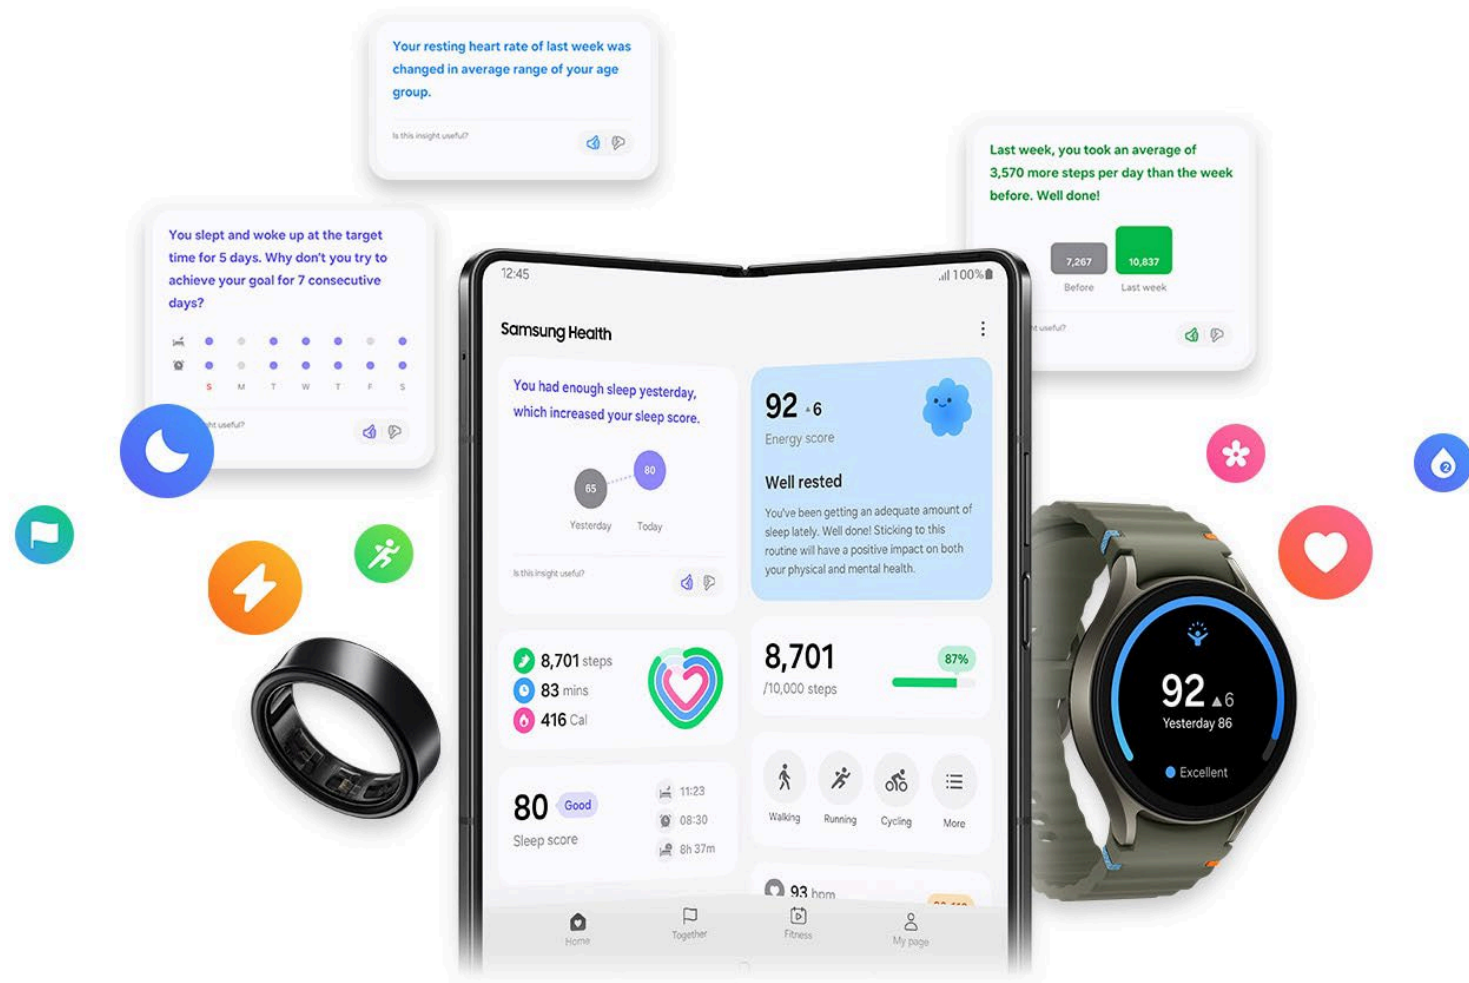 Your resting heart rate of last week was
changed in average range of your age
group.
Is this insight useful?
Last week, you took an average of
3,570 more steps per day than the week
before. Well done!
7,267
10,837
Before
Last week
useful?
You slept and woke up at the target
time for 5 days. Why don't you try to
achieve your goal for 7 consecutive
days?
S M T W T F S
useful?
12:45
100%
Samsung Health
You had enough sleep yesterday,
which increased your sleep score.
65
80
Yesterday
Today
Is this insight useful?
92 ▲6
Energy score
Well rested
You've been getting an adequate amount of
sleep lately. Well done! Sticking to this
routine will have a positive impact on both
your physical and mental health.
8,701 steps
83 mins
416 Cal
8,701
/10,000 steps
87%
80 Good
Sleep score
11:23
08:30
8h 37m
Walking
Running
Cycling
More
93 bpm
Home
Together
Fitness
My page
92 ▲6
Yesterday 86
Excellent
2